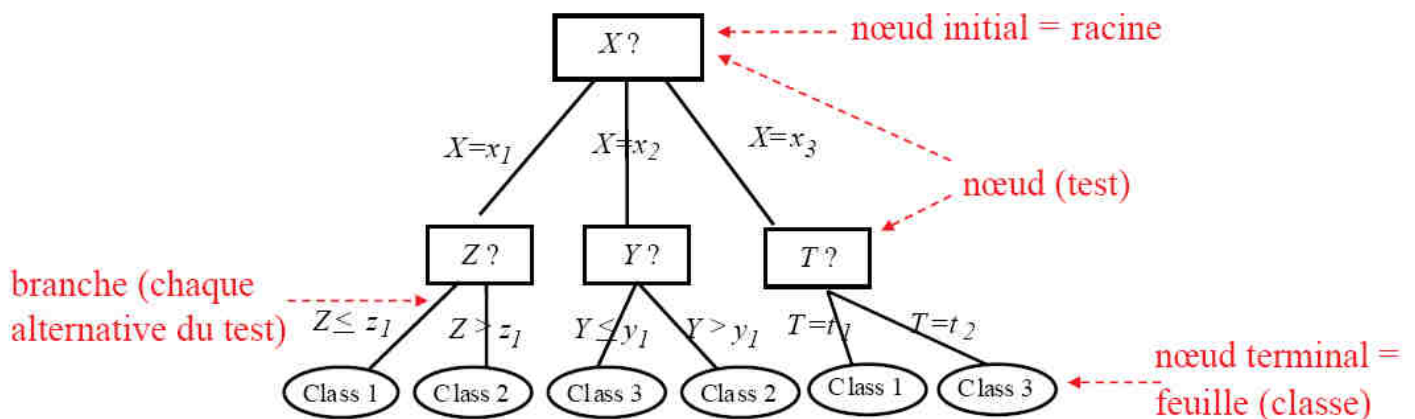 X ?
nœud initial = racine
X=x1
X=x2
X=x3
nœud (test)
Z ?
Y ?
T ?
branche (chaque
alternative du test)
Z ≤ z1
Z > z1
Y ≤ y1
Y > y1
T=t1
T=t2
Class 1
Class 2
Class 3
Class 2
Class 1
Class 3
nœud terminal =
feuille (classe)